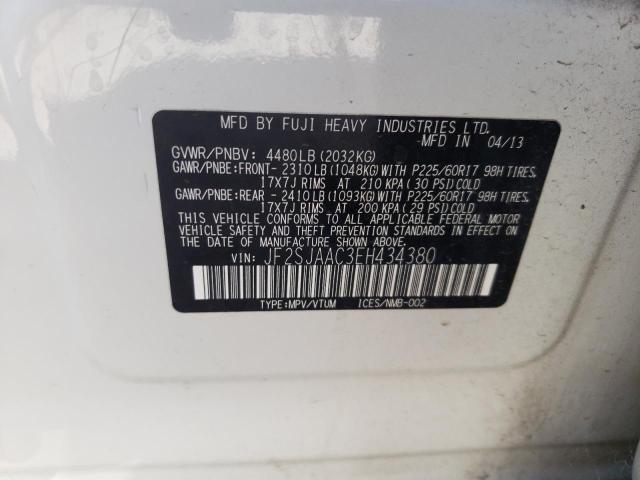 MFD BY FUJI HEAVY INDUSTRIES LTD.
MFD IN 04/13
GVWR/PNBV: 4480LB (2032KG)
GAWR/PNBE:FRONT- 2310LB (1048KG) WITH P225/60R17 98H TIRES,
17X7J RIMS AT 210 KPA (30 PSI) COLD
GAWR/PNBE:REAR - 2410LB (1093KG) WITH P225/60R17 98H TIRES,
17X7J RIMS AT 200 KPA (29 PSI) COLD
THIS VEHICLE CONFORMS TO ALL APPLICABLE FEDERAL MOTOR
VEHICLE SAFETY AND THEFT PREVENTION STANDARDS IN EFFECT
ON THE DATE OF MANUFACTURE SHOWN ABOVE.
VIN: JF2SJAAC3EH434380
TYPE:MPV/VTUM ICES/NMB-002